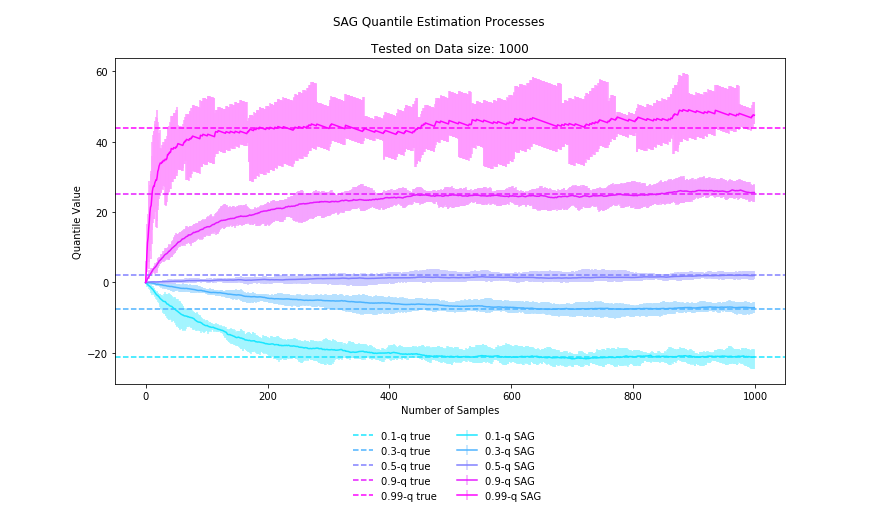 SAG Quantile Estimation Processes
Tested on Data size: 1000
Quantile Value
60
40
20
0
−20
0 200 400 600 800 1000
Number of Samples
0.1-q true 0.1-q SAG
0.3-q true 0.3-q SAG
0.5-q true 0.5-q SAG
0.9-q true 0.9-q SAG
0.99-q true 0.99-q SAG